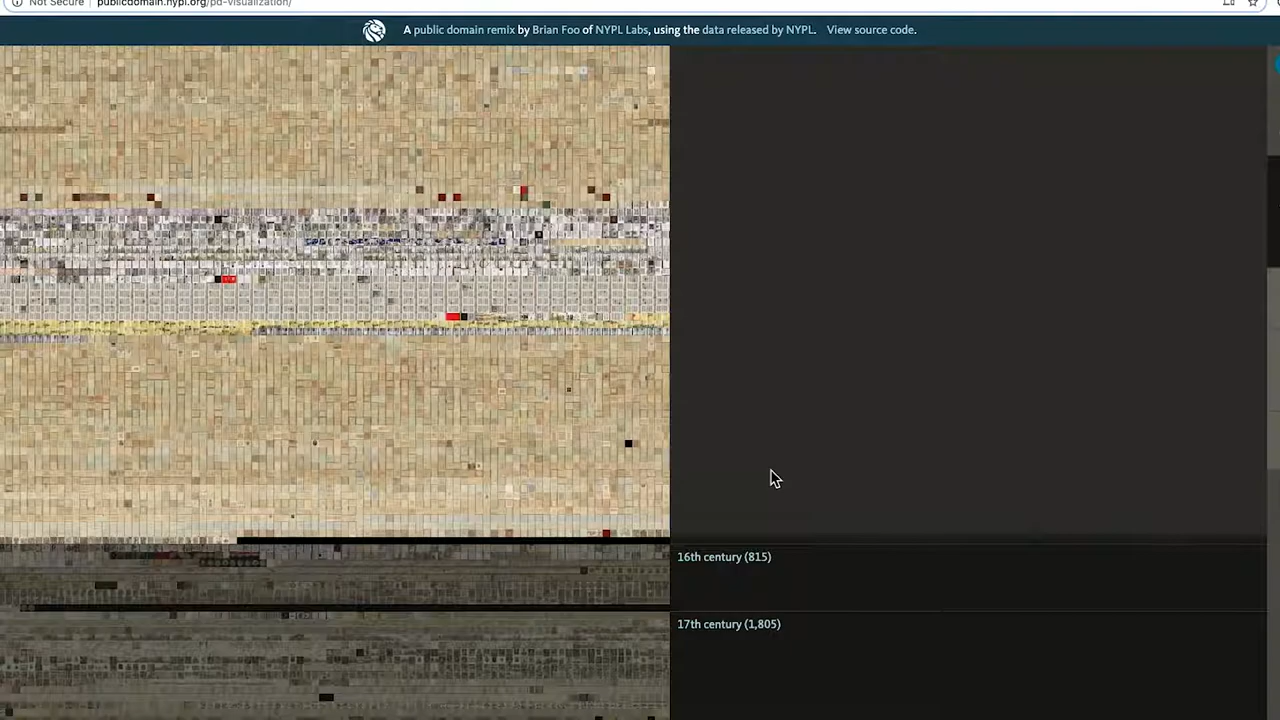 Not Secure publicdomain.nypl.org/pd-visualization/
A public domain remix by Brian Foo of NYPL Labs, using the data released by NYPL. View source code.
16th century (815)
17th century (1,805)